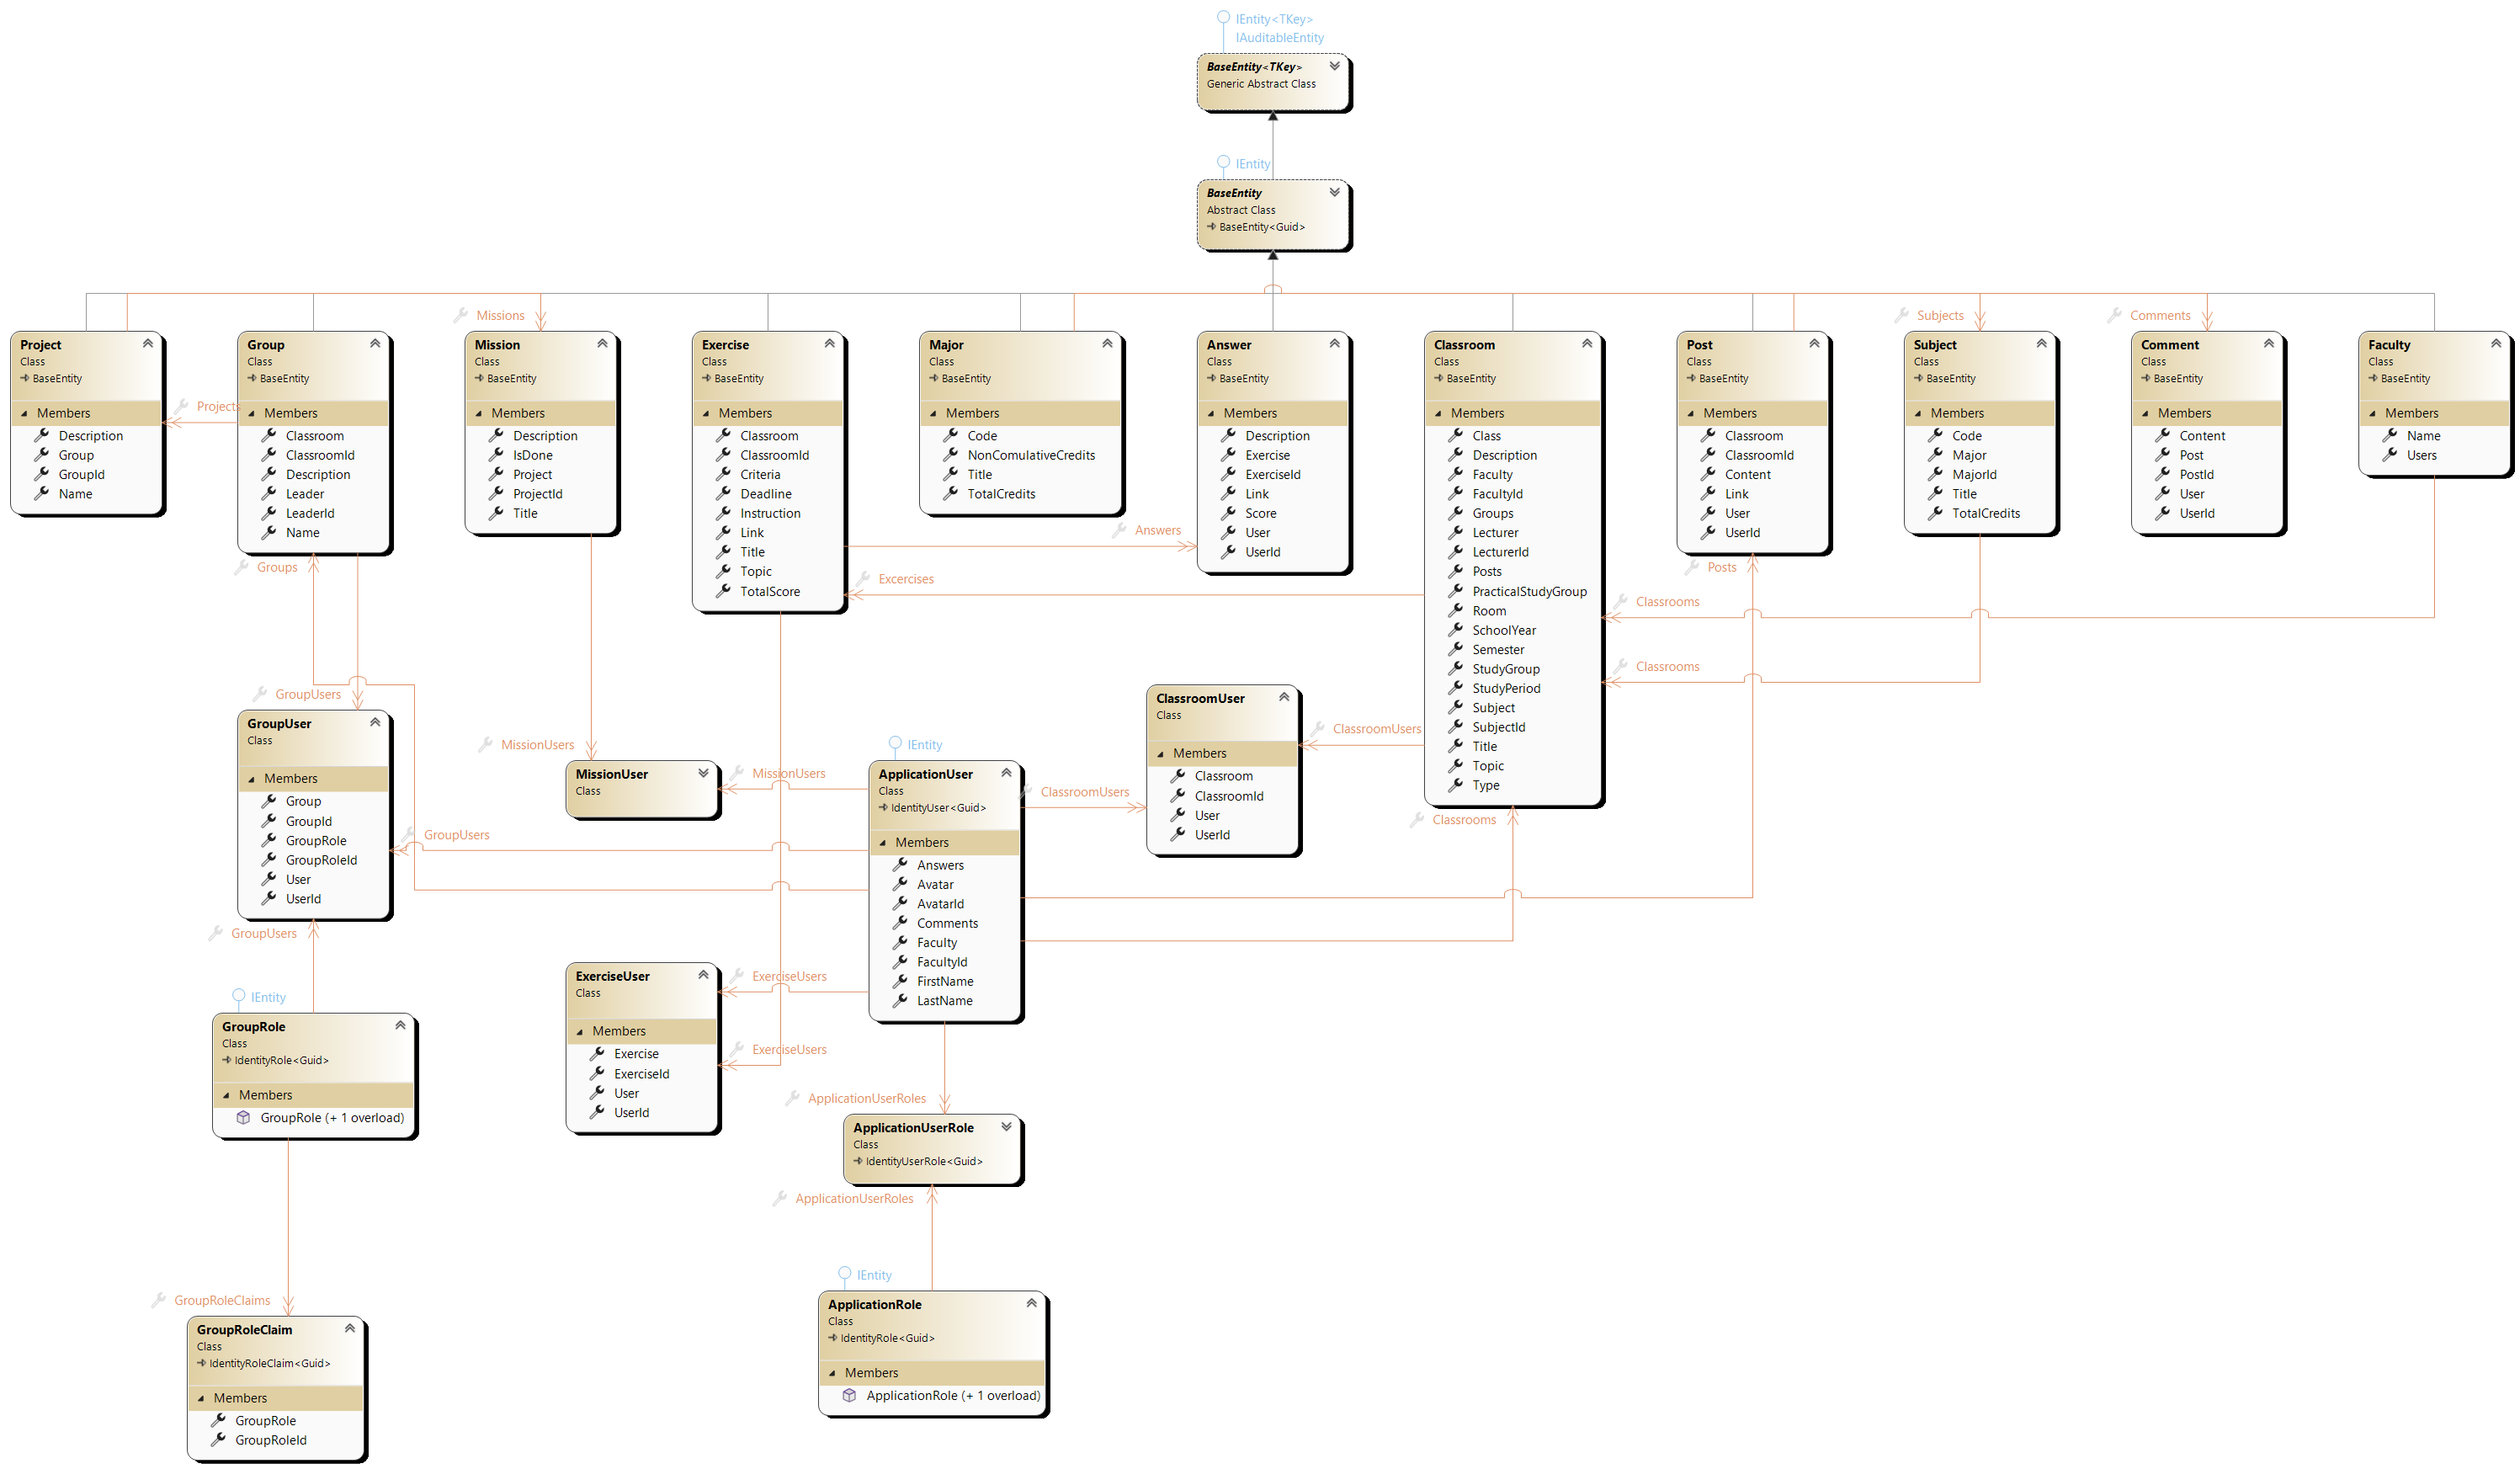 IEntity<TKey>
IAuditableEntity
BaseEntity<TKey>
Generic Abstract Class
IEntity
BaseEntity
Abstract Class
BaseEntity<Guid>
Missions
Subjects
Comments
Project
Class
BaseEntity
Members
Description
Group
GroupId
Name
Projects
Group
Class
BaseEntity
Members
Classroom
ClassroomId
Description
Leader
LeaderId
Name
Groups
Mission
Class
BaseEntity
Members
Description
IsDone
Project
ProjectId
Title
Exercise
Class
BaseEntity
Members
Classroom
ClassroomId
Criteria
Deadline
Instruction
Link
Title
Topic
TotalScore
Major
Class
BaseEntity
Members
Code
NonComulativeCredits
Title
TotalCredits
Answers
Excercises
Answer
Class
BaseEntity
Members
Description
Exercise
ExerciseId
Link
Score
User
UserId
Classroom
Class
BaseEntity
Members
Class
Description
Faculty
FacultyId
Groups
Lecturer
LecturerId
Posts
PracticalStudyGroup
Room
SchoolYear
Semester
StudyGroup
StudyPeriod
Subject
SubjectId
Title
Topic
Type
Post
Class
BaseEntity
Members
Classroom
ClassroomId
Content
Link
User
UserId
Posts
Subject
Class
BaseEntity
Members
Code
Major
MajorId
Title
TotalCredits
Comment
Class
BaseEntity
Members
Content
Post
PostId
User
UserId
Faculty
Class
BaseEntity
Members
Name
Users
Classrooms
Classrooms
GroupUsers
GroupUser
Class
Members
Group
GroupId
GroupRole
GroupRoleId
User
UserId
GroupUsers
GroupUsers
MissionUsers
MissionUser
Class
MissionUsers
IEntity
ApplicationUser
Class
IdentityUser<Guid>
Members
Answers
Avatar
AvatarId
Comments
Faculty
FacultyId
FirstName
LastName
ClassroomUsers
ClassroomUser
Class
Members
Classroom
ClassroomId
User
UserId
ClassroomUsers
Classrooms
ExerciseUser
Class
Members
Exercise
ExerciseId
User
UserId
ExerciseUsers
ExerciseUsers
IEntity
GroupRole
Class
IdentityRole<Guid>
Members
GroupRole (+ 1 overload)
ApplicationUserRoles
ApplicationUserRole
Class
IdentityUserRole<Guid>
ApplicationUserRoles
IEntity
ApplicationRole
Class
IdentityRole<Guid>
Members
ApplicationRole (+ 1 overload)
GroupRoleClaims
GroupRoleClaim
Class
IdentityRoleClaim<Guid>
Members
GroupRole
GroupRoleId